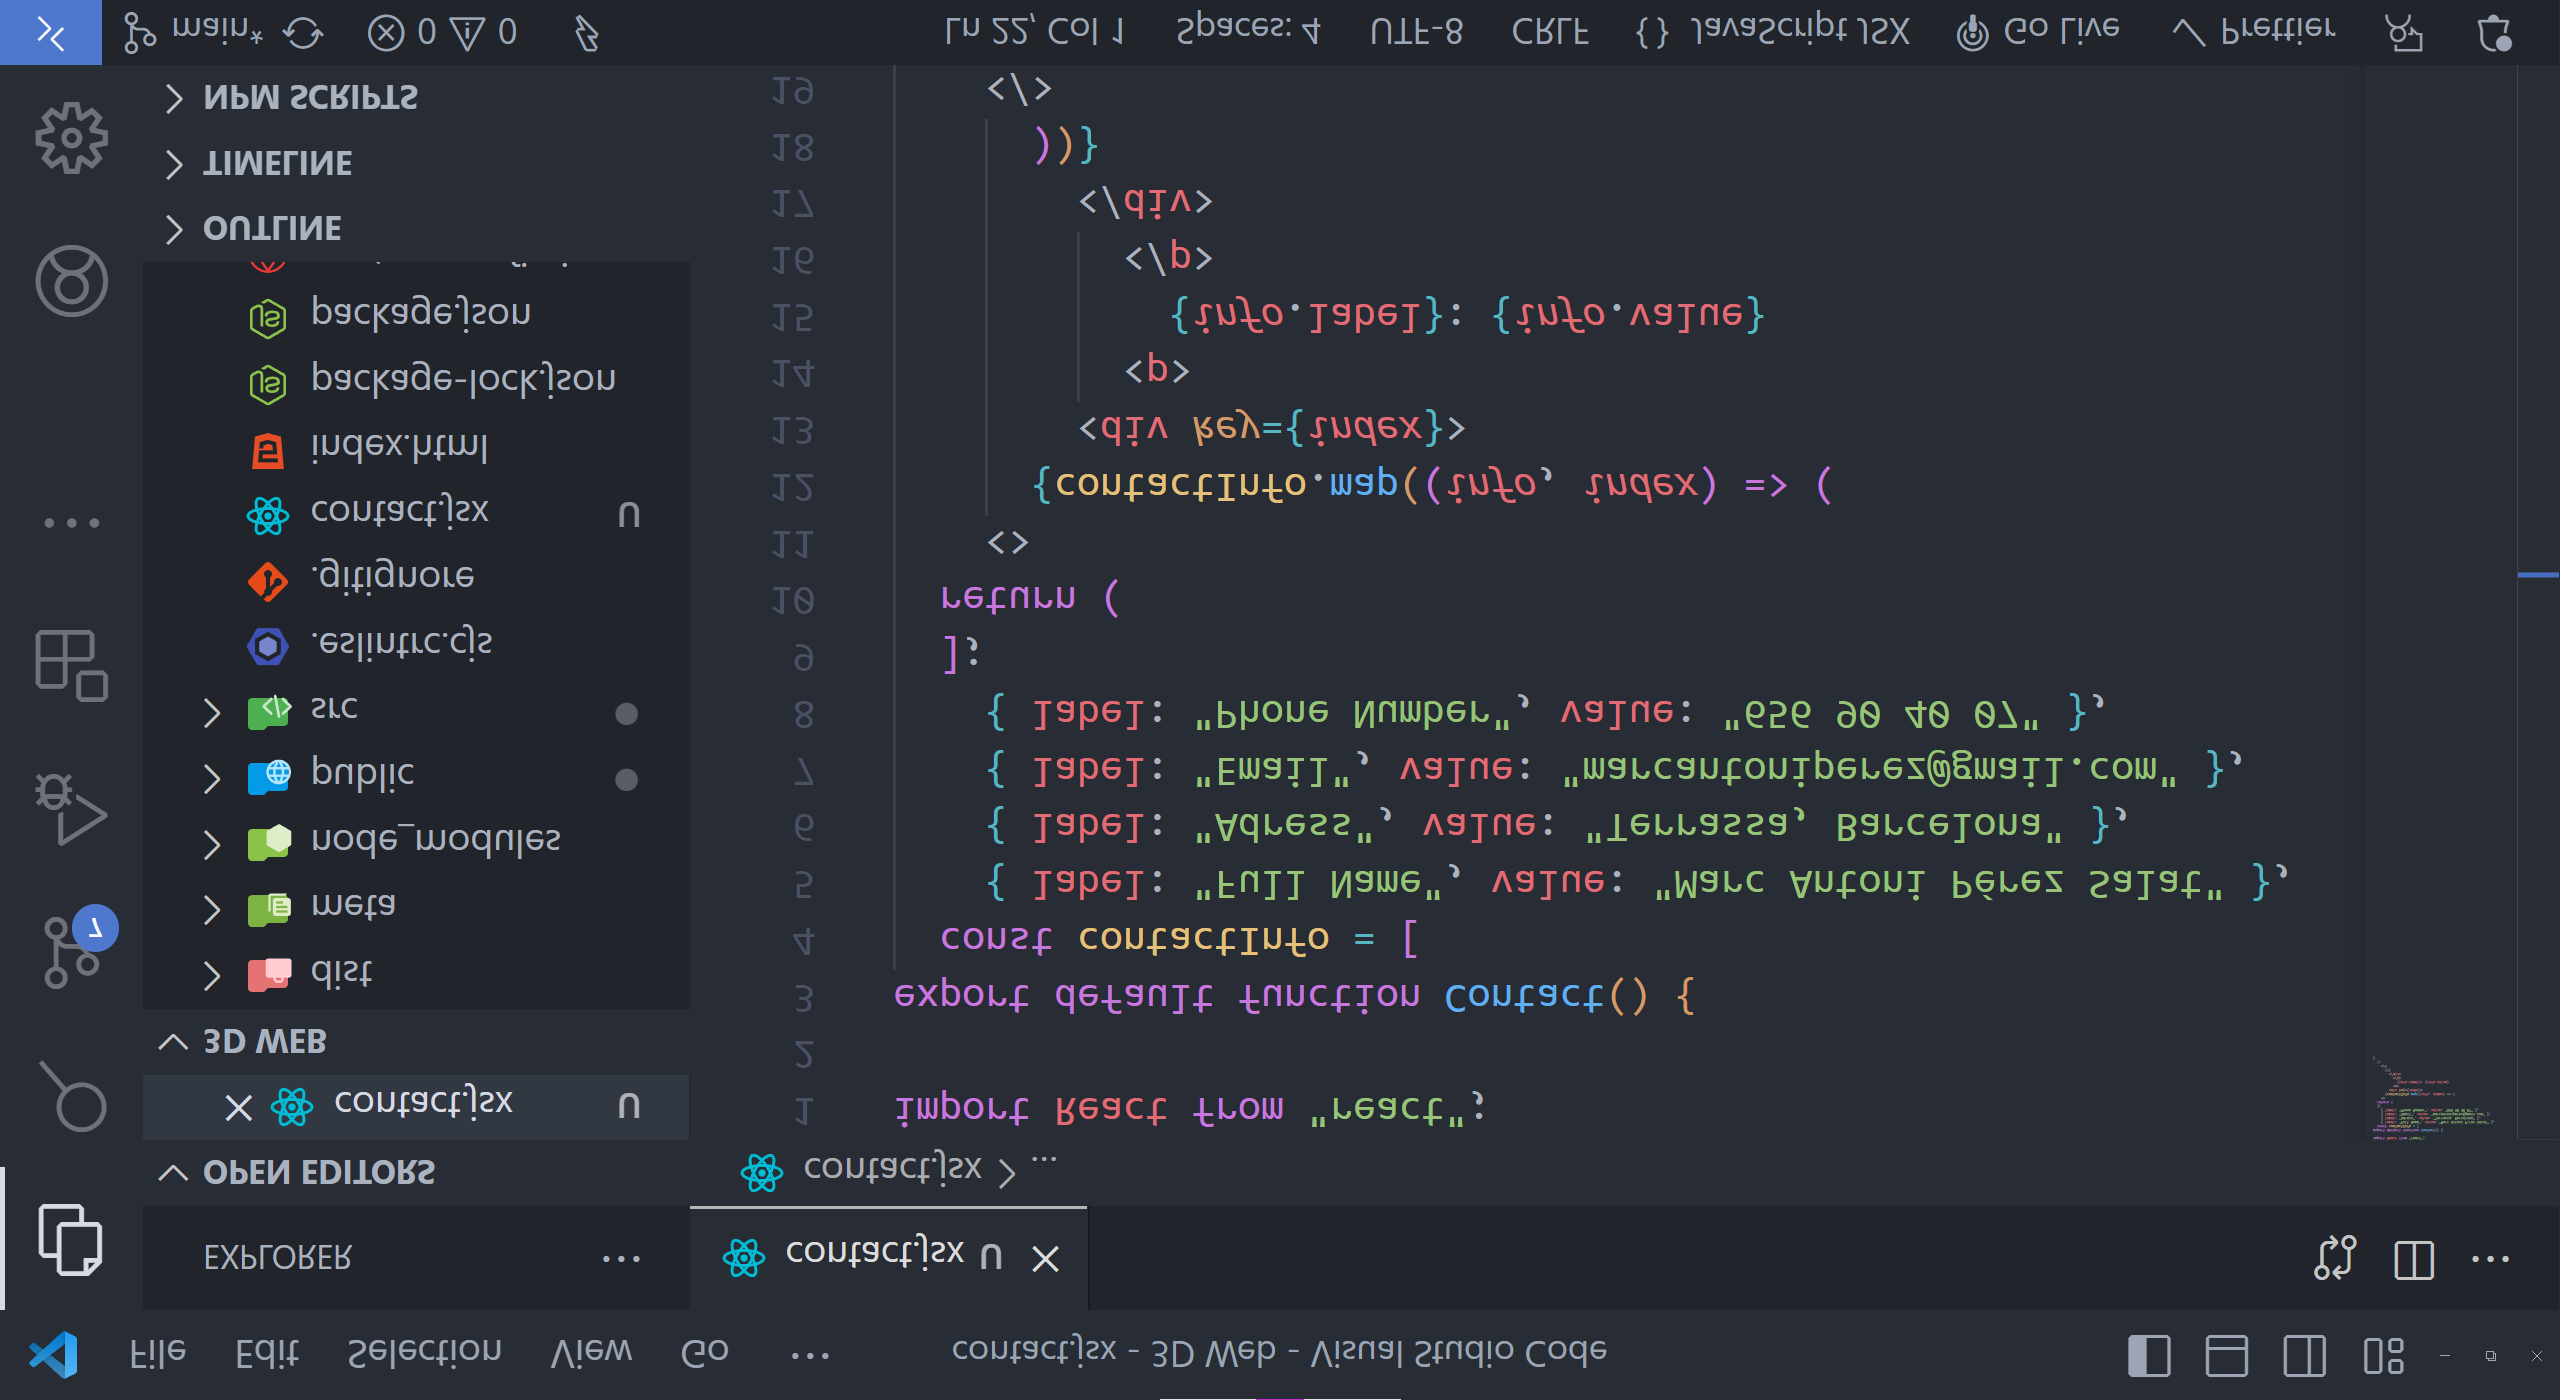 File Edit Selection View Go ... contact.jsx - 3D Web - Visual Studio Code
EXPLORER ...
contact.jsx U
OPEN EDITORS
contact.jsx U
3D WEB
dist
meta
node_modules
public
src
.eslintrc.cjs
.gitignore
contact.jsx U
index.html
package-lock.json
package.json
OUTLINE
TIMELINE
NPM SCRIPTS
7
contact.jsx > ...
1 import React from "react";
2
3 export default function Contact() {
4 const contactInfo = [
5 { label: "Full Name", value: "Marc Antoni Pérez Salat" },
6 { label: "Adress", value: "Terrassa, Barcelona" },
7 { label: "Email", value: "marcantoniperez@gmail.com" },
8 { label: "Phone Number", value: "656 90 40 07" },
9 ];
10 return (
11 <>
12 {contactInfo.map((info, index) => (
13 <div key={index}>
14 <p>
15 {info.label}: {info.value}
16 </p>
17 </div>
18 ))}
19 </>
main* 0 0 Ln 22, Col 1 Spaces: 4 UTF-8 CRLF {} JavaScript JSX Go Live Prettier